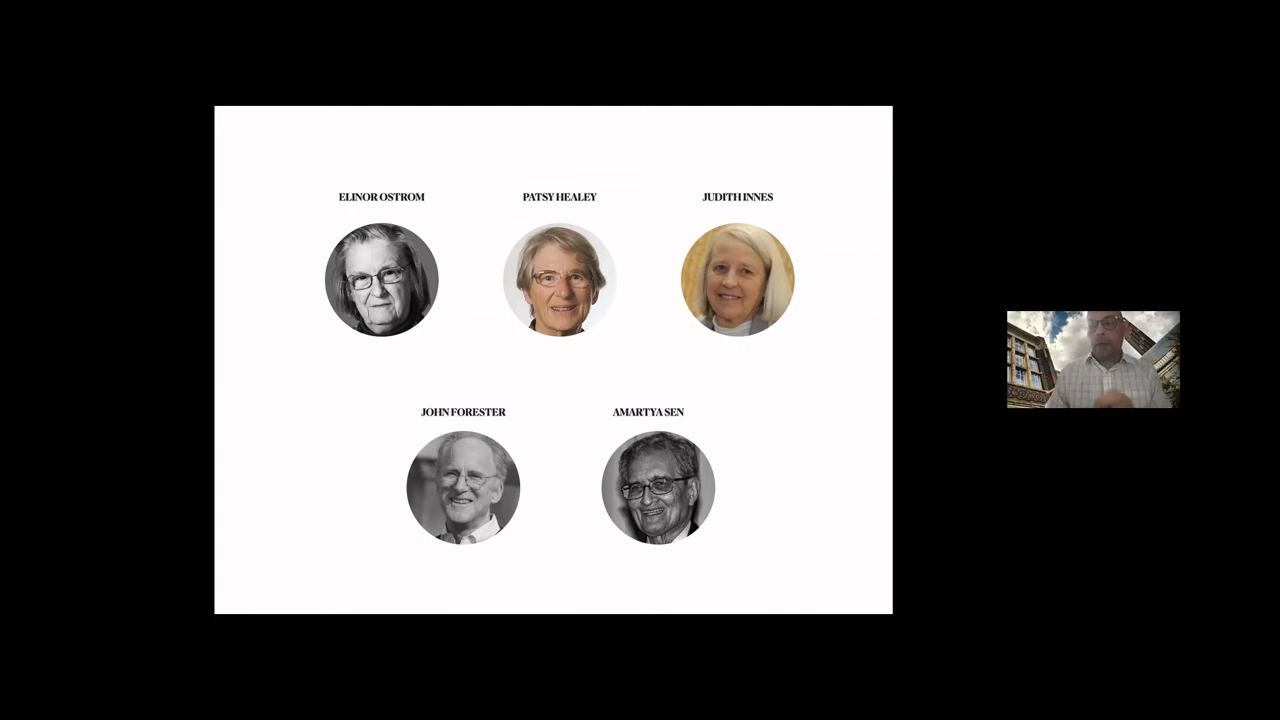 ELINOR OSTROM
PATSY HEALEY
JUDITH INNES
JOHN FORESTER
AMARTYA SEN